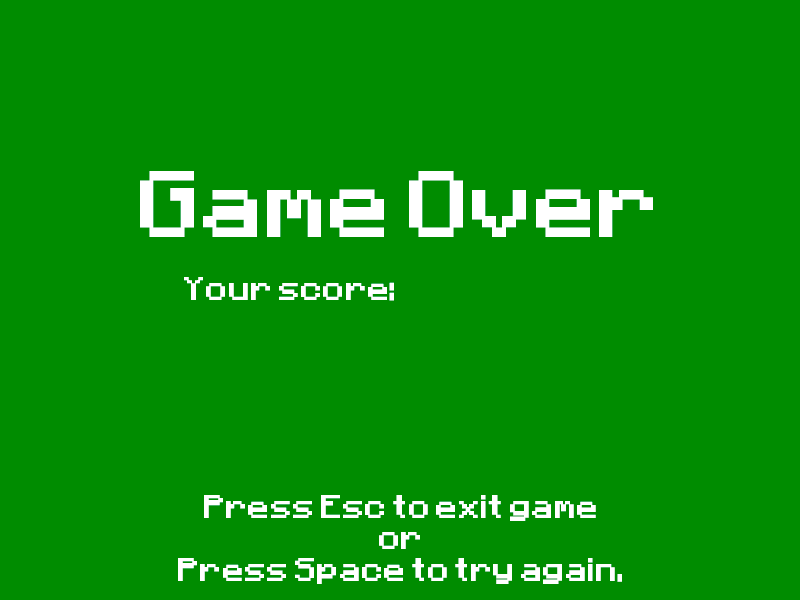 Game Over
Your score:
Press Esc to exit game
or
Press Space to try again.